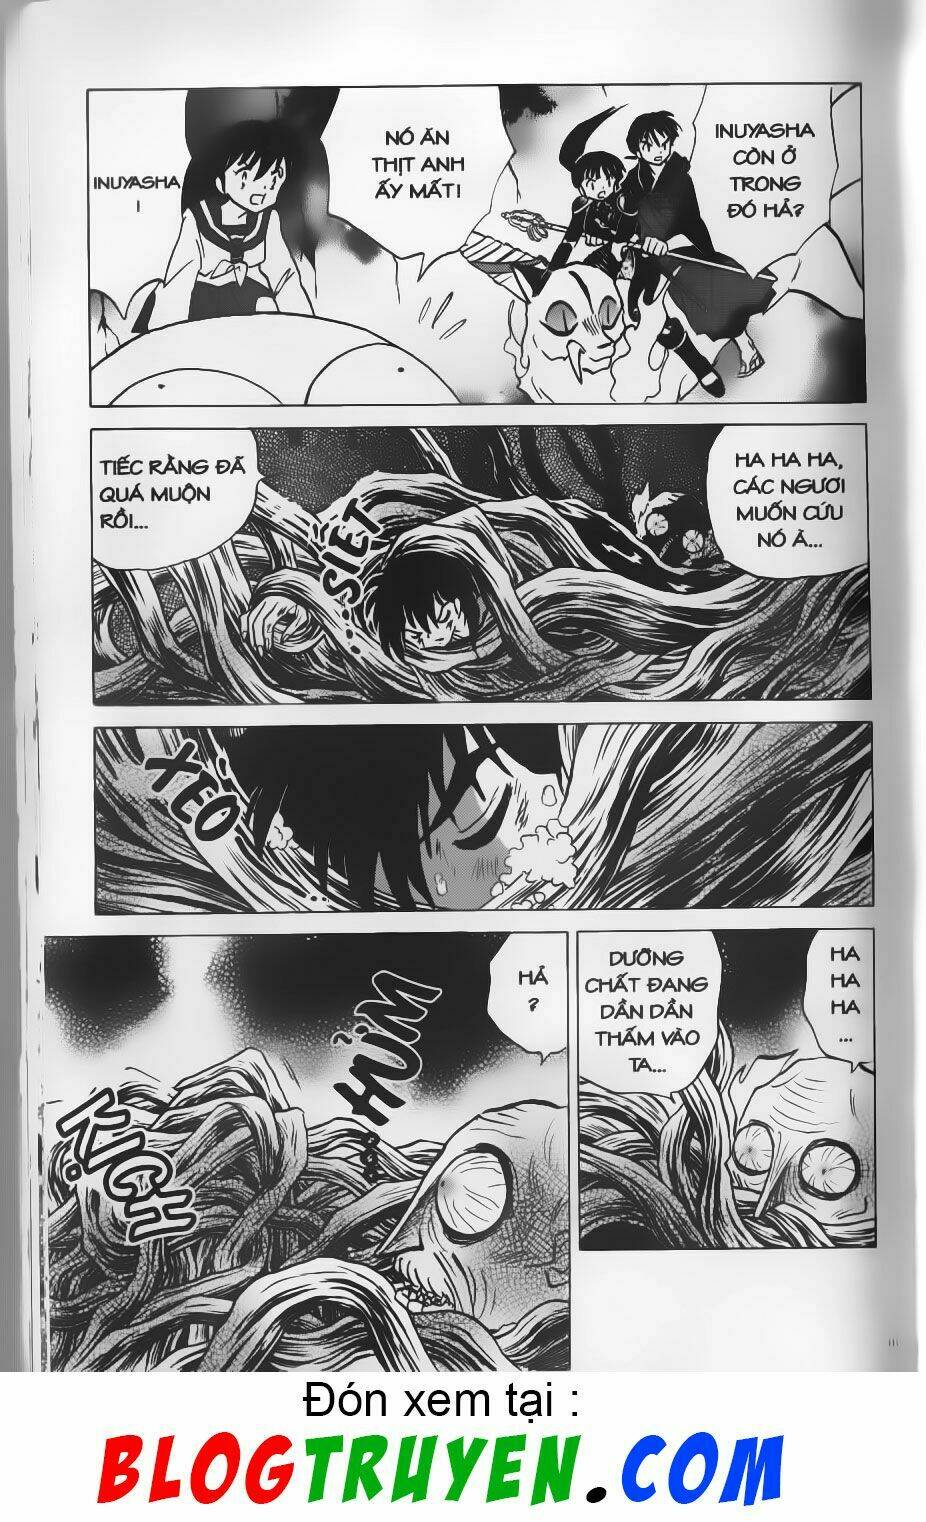 INUYASHA
CÒN Ở
TRONG
ĐÓ HẢ?
NÓ ĂN
THỊT ANH
ẤY MẤT!
INUYASHA
!
HA HA HA,
CÁC NGƯƠI
MUỐN CỨU
NÓ À...
SIẾT
TIẾC RẰNG ĐÃ
QUÁ MUỘN
RỒI...
XÈO
HA
HA
HA
...
DƯỠNG
CHẤT ĐANG
DẦN DẦN
THẤM VÀO
TA...
HẢ
?
HỦM
KỊCH
111
Đón xem tại :
BLOGTRUYEN.COM